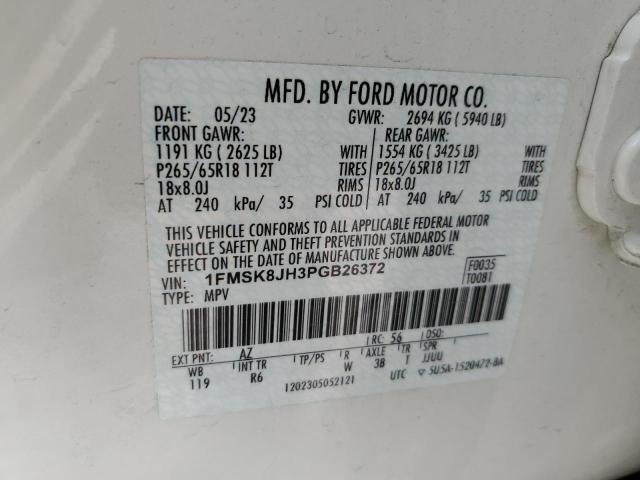 MFD. BY FORD MOTOR CO.
DATE: 05/23 GVWR: 2694 KG (5940 LB)
FRONT GAWR: REAR GAWR:
1191 KG (2625 LB) WITH 1554 KG (3425 LB)
P265/65R18 112T TIRES P265/65R18 112T
18x8.0J RIMS 18x8.0J
AT 240 kPa/ 35 PSI COLD AT 240 kPa/ 35 PSI COLD
THIS VEHICLE CONFORMS TO ALL APPLICABLE FEDERAL MOTOR
VEHICLE SAFETY AND THEFT PREVENTION STANDARDS IN
EFFECT ON THE DATE OF MANUFACTURE SHOWN ABOVE.
VIN: 1FMSK8JH3PGB26372 F0035
TYPE: MPV T0081
RC: 56 DSO:
EXT PNT: AZ
WB INT TR TP/PS R AXLE TR SPR
119 R6 W 3B T JJUU
1202305052121 UTC ▽ 5U5A-1520472-BA